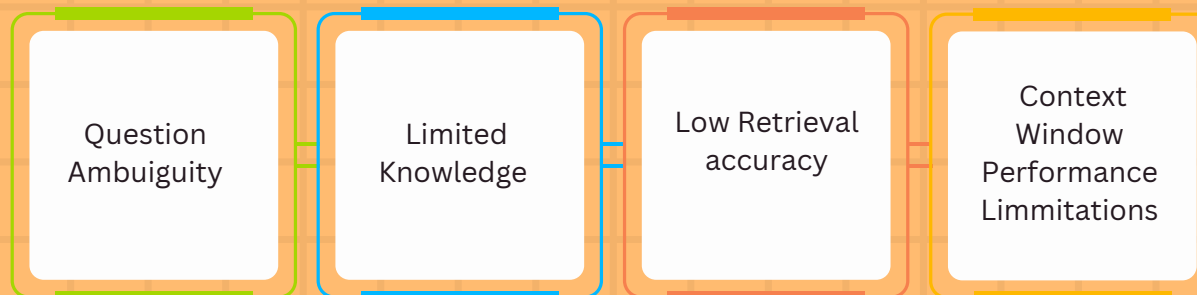 Question
Ambuiguity
Limited
Knowledge
Low Retrieval
accuracy
Context
Window
Performance
Limmitations